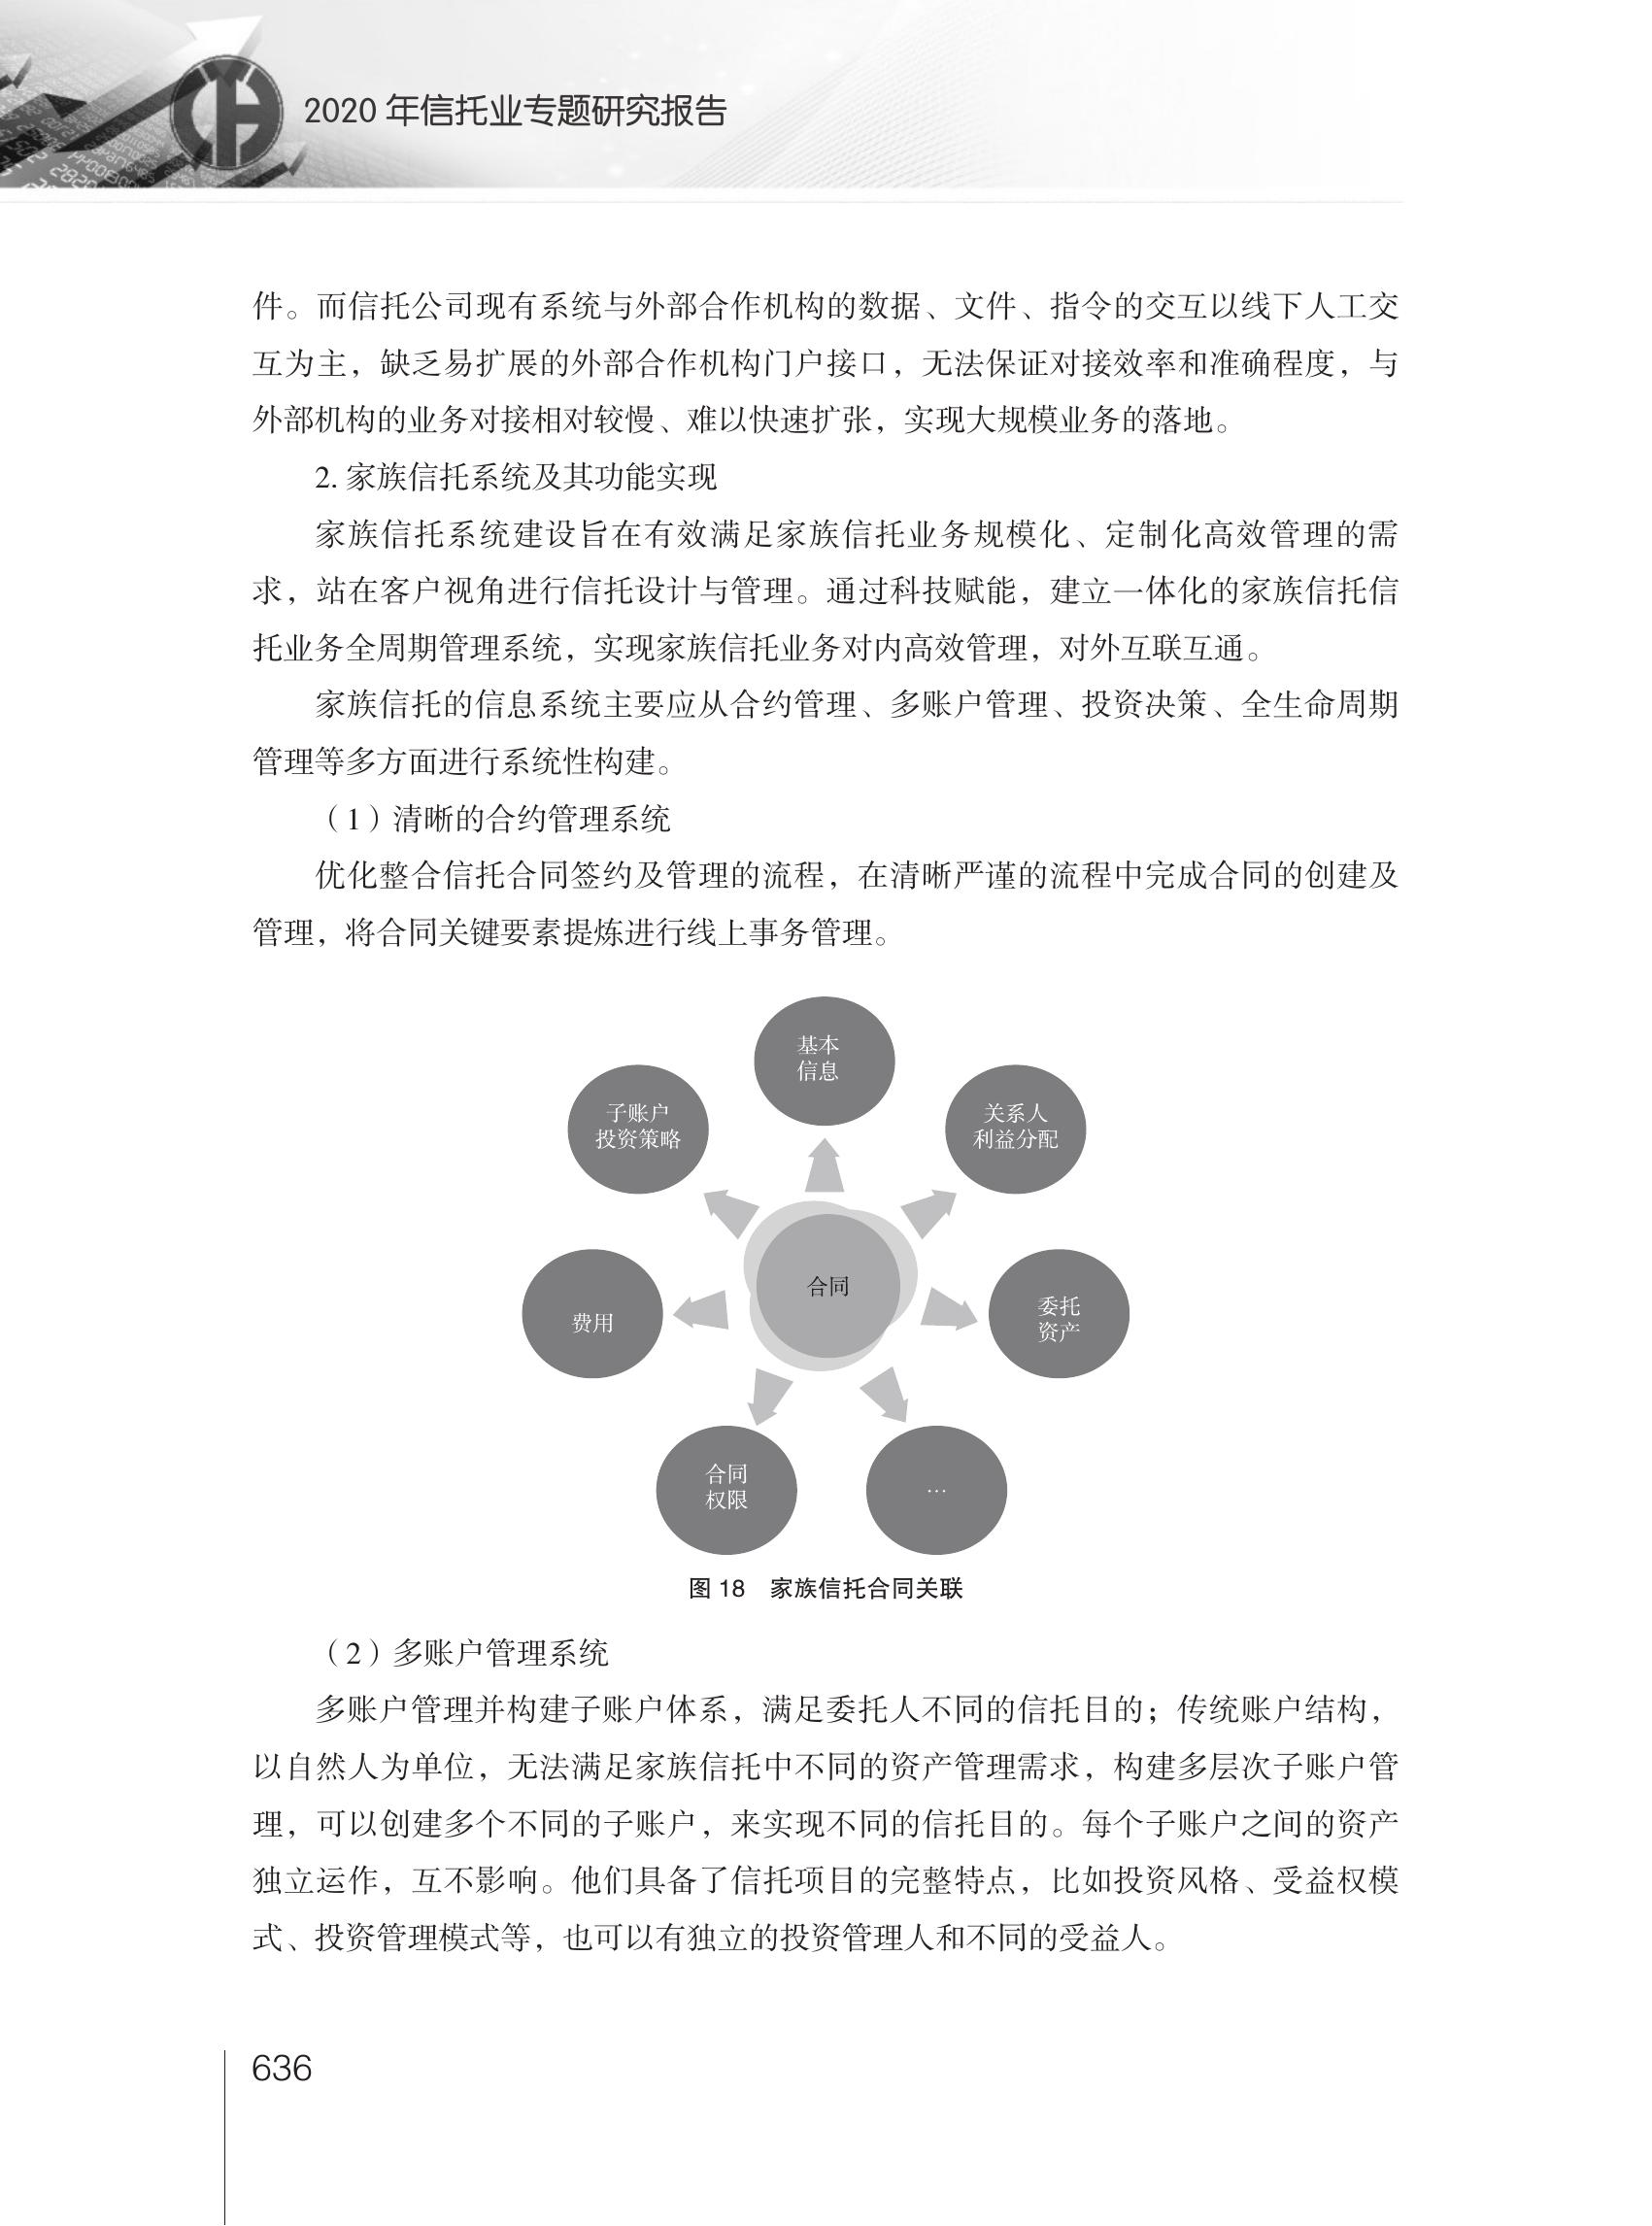 2020 年信托业专题研究报告
件。而信托公司现有系统与外部合作机构的数据、文件、指令的交互以线下人工交
互为主，缺乏易扩展的外部合作机构门户接口，无法保证对接效率和准确程度，与
外部机构的业务对接相对较慢、难以快速扩张，实现大规模业务的落地。
2. 家族信托系统及其功能实现
家族信托系统建设旨在有效满足家族信托业务规模化、定制化高效管理的需
求，站在客户视角进行信托设计与管理。通过科技赋能，建立一体化的家族信托信
托业务全周期管理系统，实现家族信托业务对内高效管理，对外互联互通。
家族信托的信息系统主要应从合约管理、多账户管理、投资决策、全生命周期
管理等多方面进行系统性构建。
（1）清晰的合约管理系统
优化整合信托合同签约及管理的流程，在清晰严谨的流程中完成合同的创建及
管理，将合同关键要素提炼进行线上事务管理。
基本
信息
子账户
投资策略
关系人
利益分配
合同
费用
委托
资产
合同
权限
…
图 18　家族信托合同关联
（2）多账户管理系统
多账户管理并构建子账户体系，满足委托人不同的信托目的；传统账户结构，
以自然人为单位，无法满足家族信托中不同的资产管理需求，构建多层次子账户管
理，可以创建多个不同的子账户，来实现不同的信托目的。每个子账户之间的资产
独立运作，互不影响。他们具备了信托项目的完整特点，比如投资风格、受益权模
式、投资管理模式等，也可以有独立的投资管理人和不同的受益人。
636